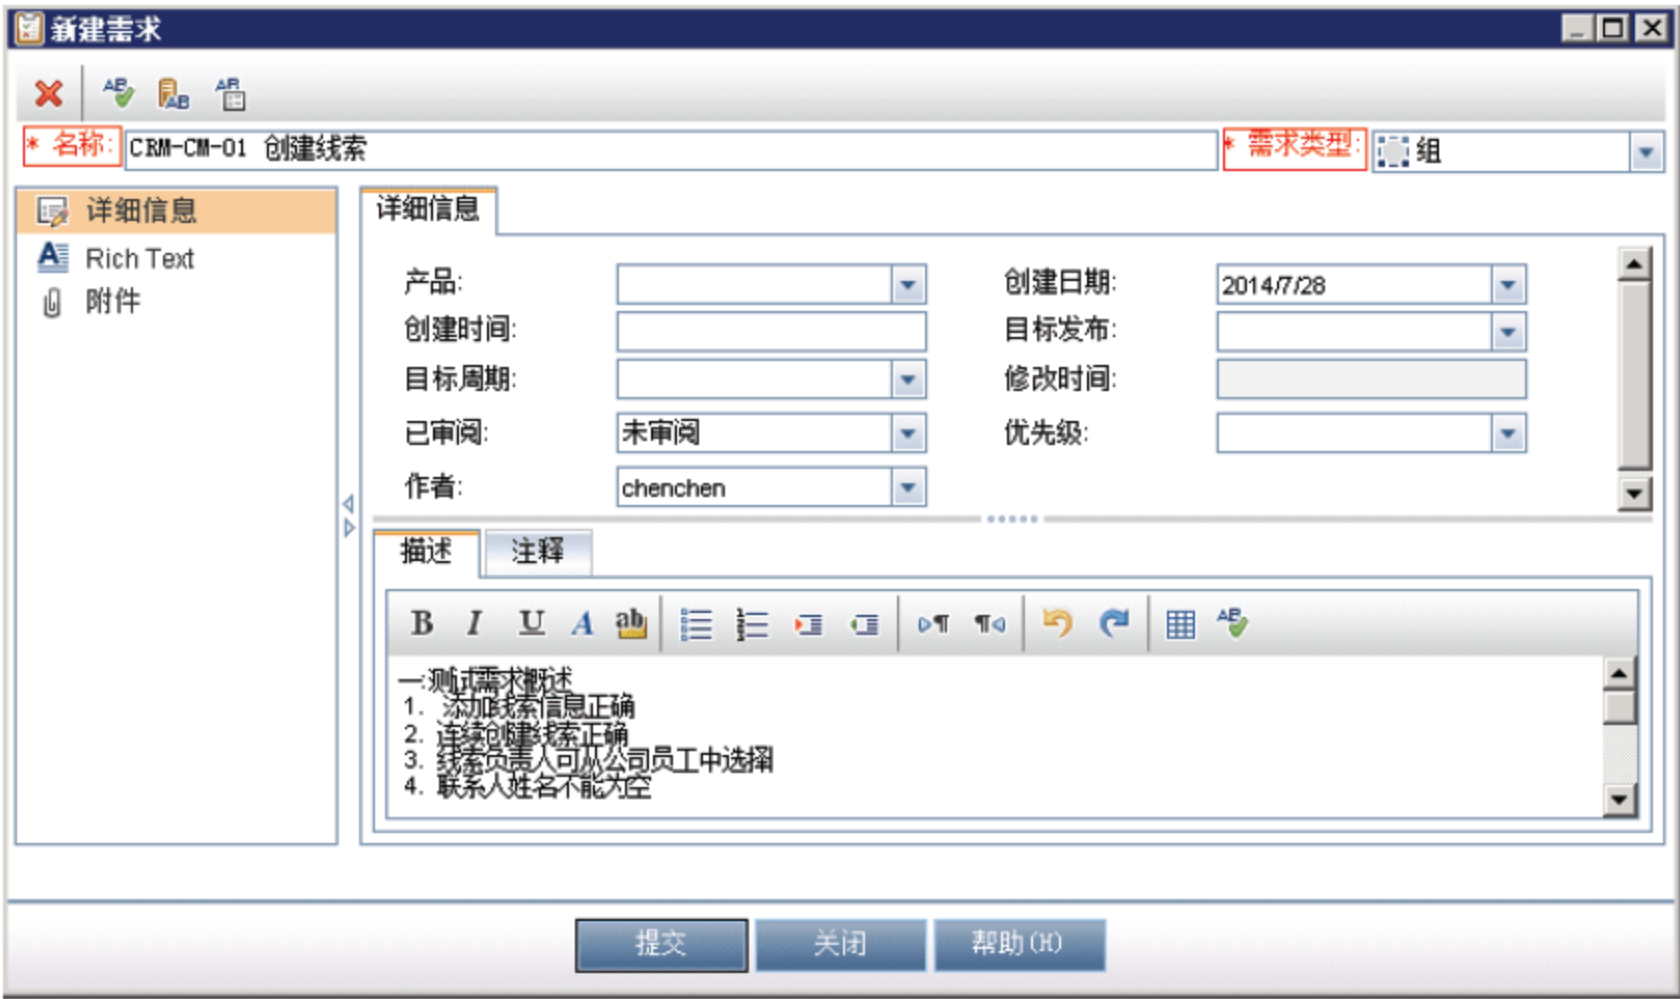 新建需求
* 名称: CRM-CM-01 创建线索 * 需求类型: 组
详细信息
Rich Text
附件
详细信息
产品: 创建日期: 2014/7/28
创建时间: 目标发布:
目标周期: 修改时间:
已审阅: 未审阅 优先级:
作者: chenchen
描述 注释
一:测试需求概述
1. 添加线索信息正确
2. 连续创建线索正确
3. 线索负责人可从公司员工中选择
4. 联系人姓名不能为空
提交 关闭 帮助(H)